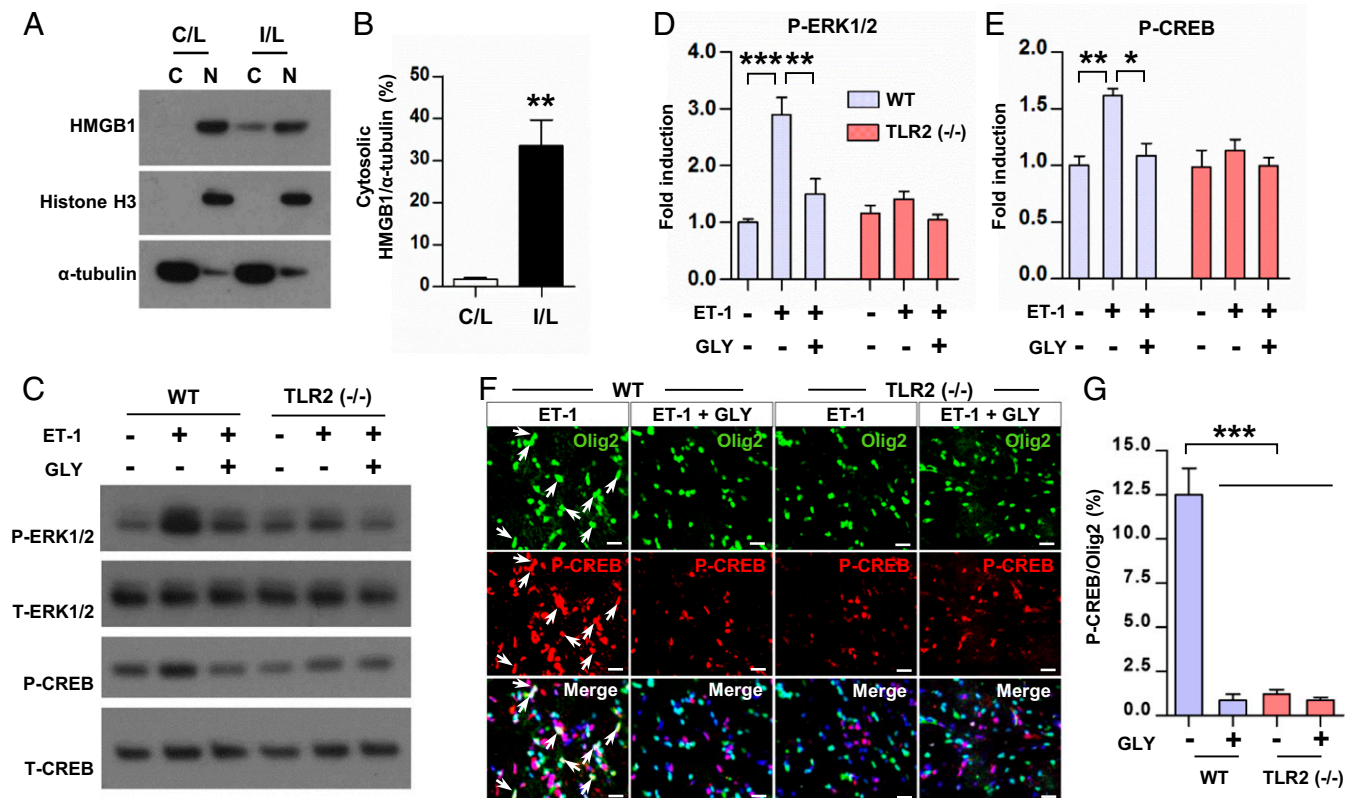 A
C/L I/L
C N C N
HMGB1
Histone H3
α-tubulin
B
Cytosolic
HMGB1/α-tubulin (%)
50
40
30
20
10
0
**
C/L I/L
D
P-ERK1/2
Fold induction
4.0
3.0
2.0
1.0
0.0
*** **
WT
TLR2 (-/-)
ET-1 - + + - + +
GLY - - + - - +
E
P-CREB
Fold induction
2.0
1.5
1.0
0.5
0.0
** *
ET-1 - + + - + +
GLY - - + - - +
C
WT TLR2 (-/-)
ET-1 - + + - + +
GLY - - + - - +
P-ERK1/2
T-ERK1/2
P-CREB
T-CREB
F
WT TLR2 (-/-)
ET-1 ET-1 + GLY ET-1 ET-1 + GLY
Olig2 Olig2 Olig2 Olig2
P-CREB P-CREB P-CREB P-CREB
Merge Merge Merge Merge
G
P-CREB/Olig2 (%)
15.0
12.5
10.0
7.5
5.0
2.5
0.0
***
GLY - + - +
WT TLR2 (-/-)